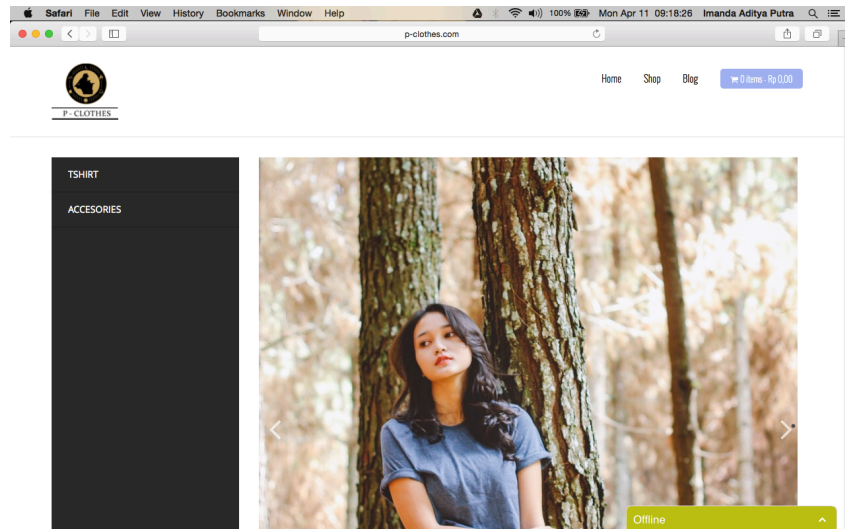 Safari File Edit View History Bookmarks Window Help 100% Mon Apr 11 09:18:26 Imanda Aditya Putra
p-clothes.com
P - CLOTHES
Home Shop Blog 0 items - Rp 0,00
TSHIRT
ACCESORIES
Offline